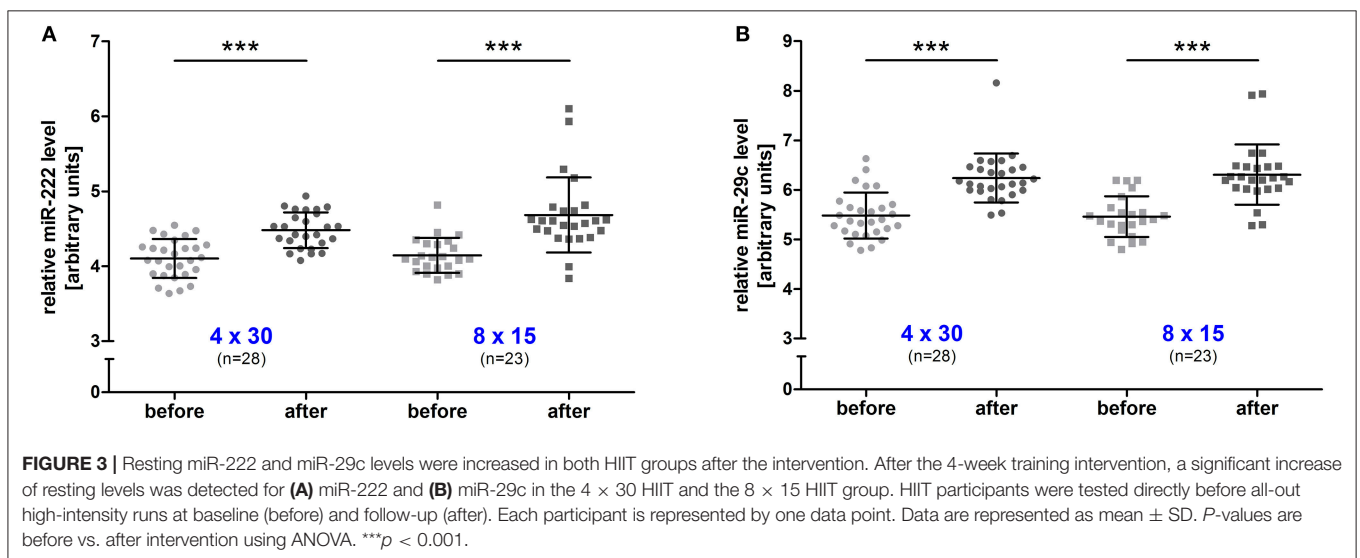 A
7
6
5
4
3
0
relative miR-222 level
[arbitrary units]
***
***
4 x 30
(n=28)
8 x 15
(n=23)
before
after
before
after
B
9
8
7
6
5
4
3
0
relative miR-29c level
[arbitrary units]
***
***
4 x 30
(n=28)
8 x 15
(n=23)
before
after
before
after
FIGURE 3 | Resting miR-222 and miR-29c levels were increased in both HIIT groups after the intervention. After the 4-week training intervention, a significant increase
of resting levels was detected for (A) miR-222 and (B) miR-29c in the 4 × 30 HIIT and the 8 × 15 HIIT group. HIIT participants were tested directly before all-out
high-intensity runs at baseline (before) and follow-up (after). Each participant is represented by one data point. Data are represented as mean ± SD. P-values are
before vs. after intervention using ANOVA. ***p < 0.001.